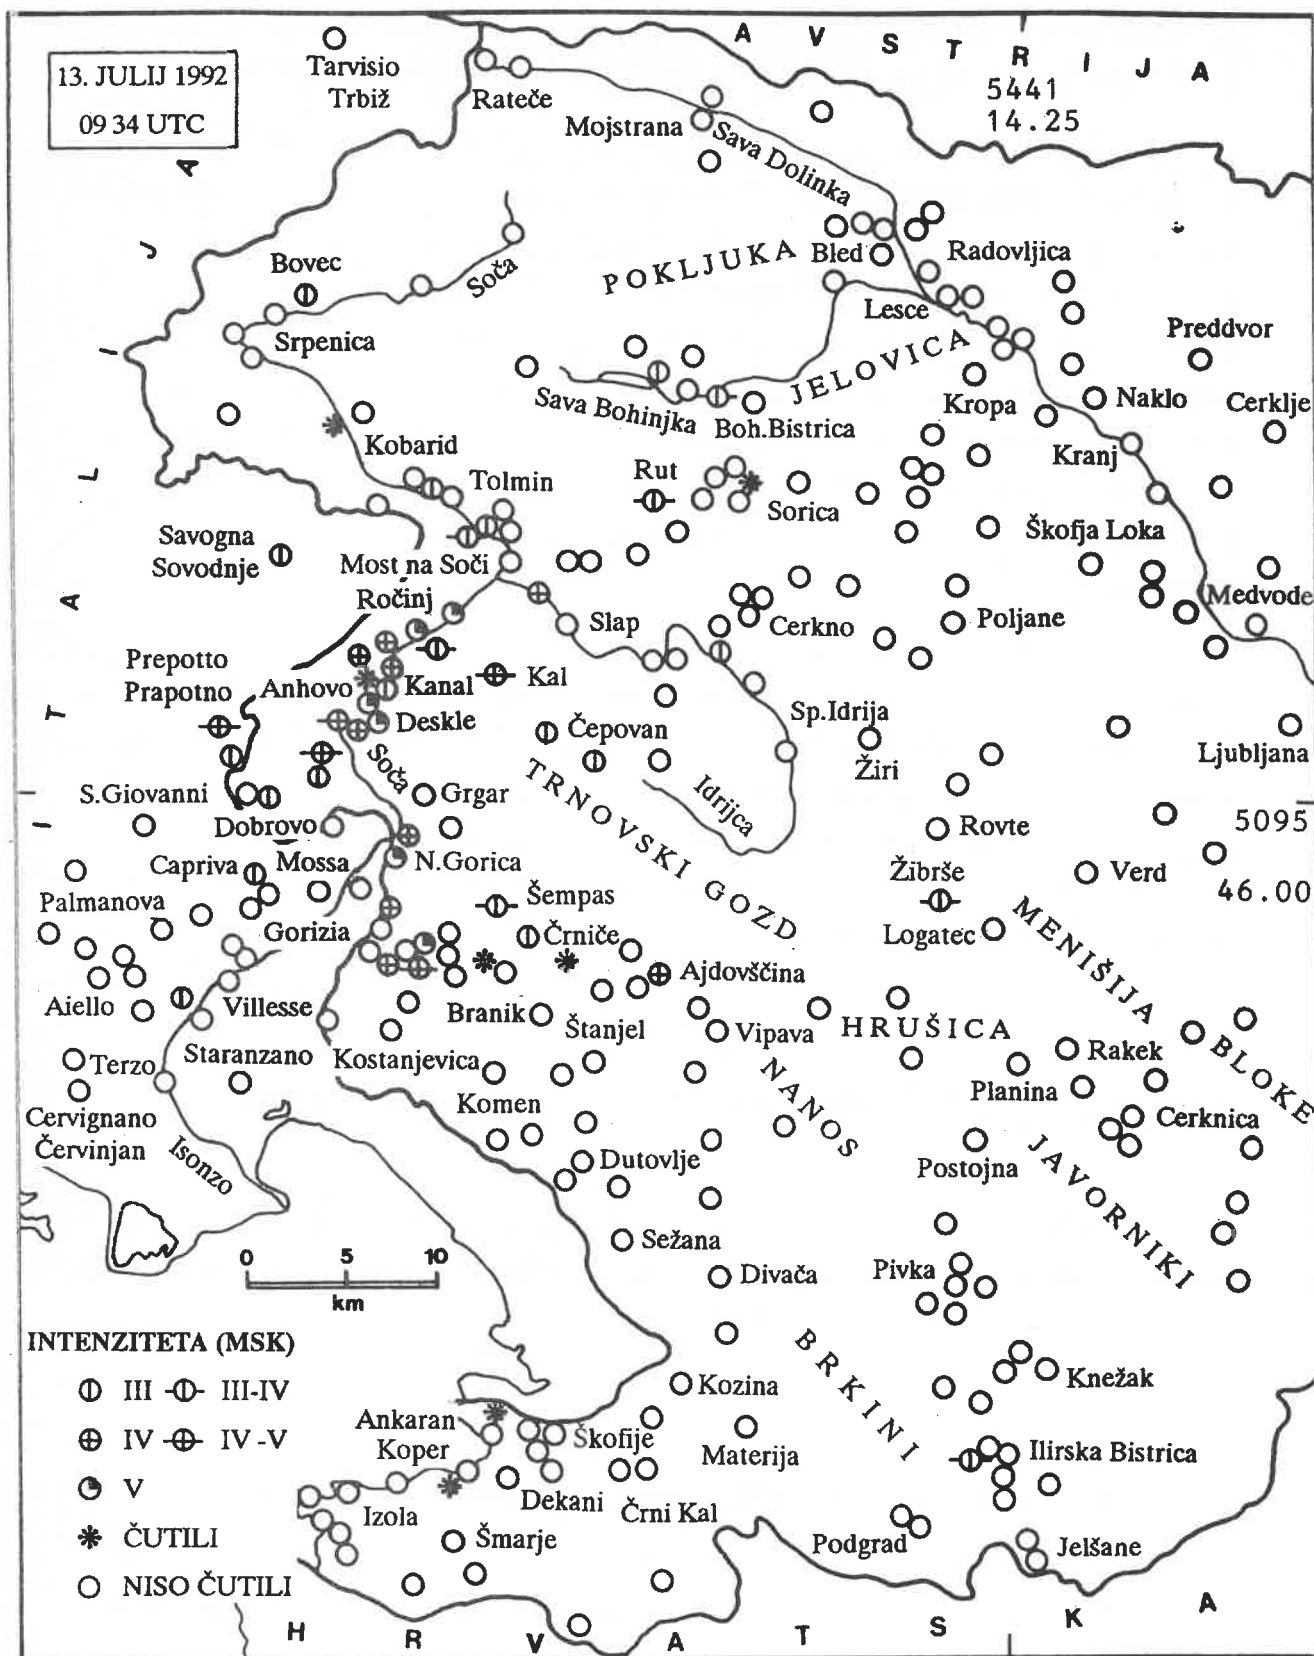 13. JULIJ 1992
09 34 UTC
A V S T R I J A
5441
14.25
Tarvisio
Trbiž
Rateče
Mojstrana
Sava Dolinka
I T A L I J A
Bovec
Soča
POKLJUKA
Bled
Radovljica
Lesce
Srpenica
JELOVICA
Preddvor
Sava Bohinjka
Boh.Bistrica
Kropa
Naklo
Cerklje
Kobarid
Kranj
Tolmin
Rut
Sorica
Škofja Loka
Savogna
Sovodnje
Most na Soči
Ročinj
Slap
Cerkno
Poljane
Medvode
Prepotto
Prapotno
Anhovo
Kanal
Kal
Deskle
Čepovan
Sp.Idrija
Žiri
Ljubljana
Soča
S.Giovanni
Grgar
TRNOVSKI GOZD
Idrijca
Dobrovo
Rovte
5095
Capriva
Mossa
N.Gorica
Žibrše
Verd
46.00
Palmanova
Šempas
Gorizia
Črniče
Logatec
MENIŠIJA
Ajdovščina
Aiello
Villesse
Branik
Štanjel
Vipava
HRUŠICA
BLOKE
Terzo
Staranzano
Kostanjevica
NANOS
Rakek
Planina
Komen
Cerknica
Cervignano
Červinjan
Isonzo
Dutovlje
Postojna
JAVORNIKI
Sežana
Divača
Pivka
0 5 10
km
INTENZITETA (MSK)
III III-IV
IV IV -V
V
ČUTILI
NISO ČUTILI
BRKINI
Kozina
Knežak
Ankaran
Koper
Škofije
Materija
Ilirska Bistrica
Izola
Dekani
Črni Kal
Šmarje
Podgrad
Jelšane
H R V A T S K A